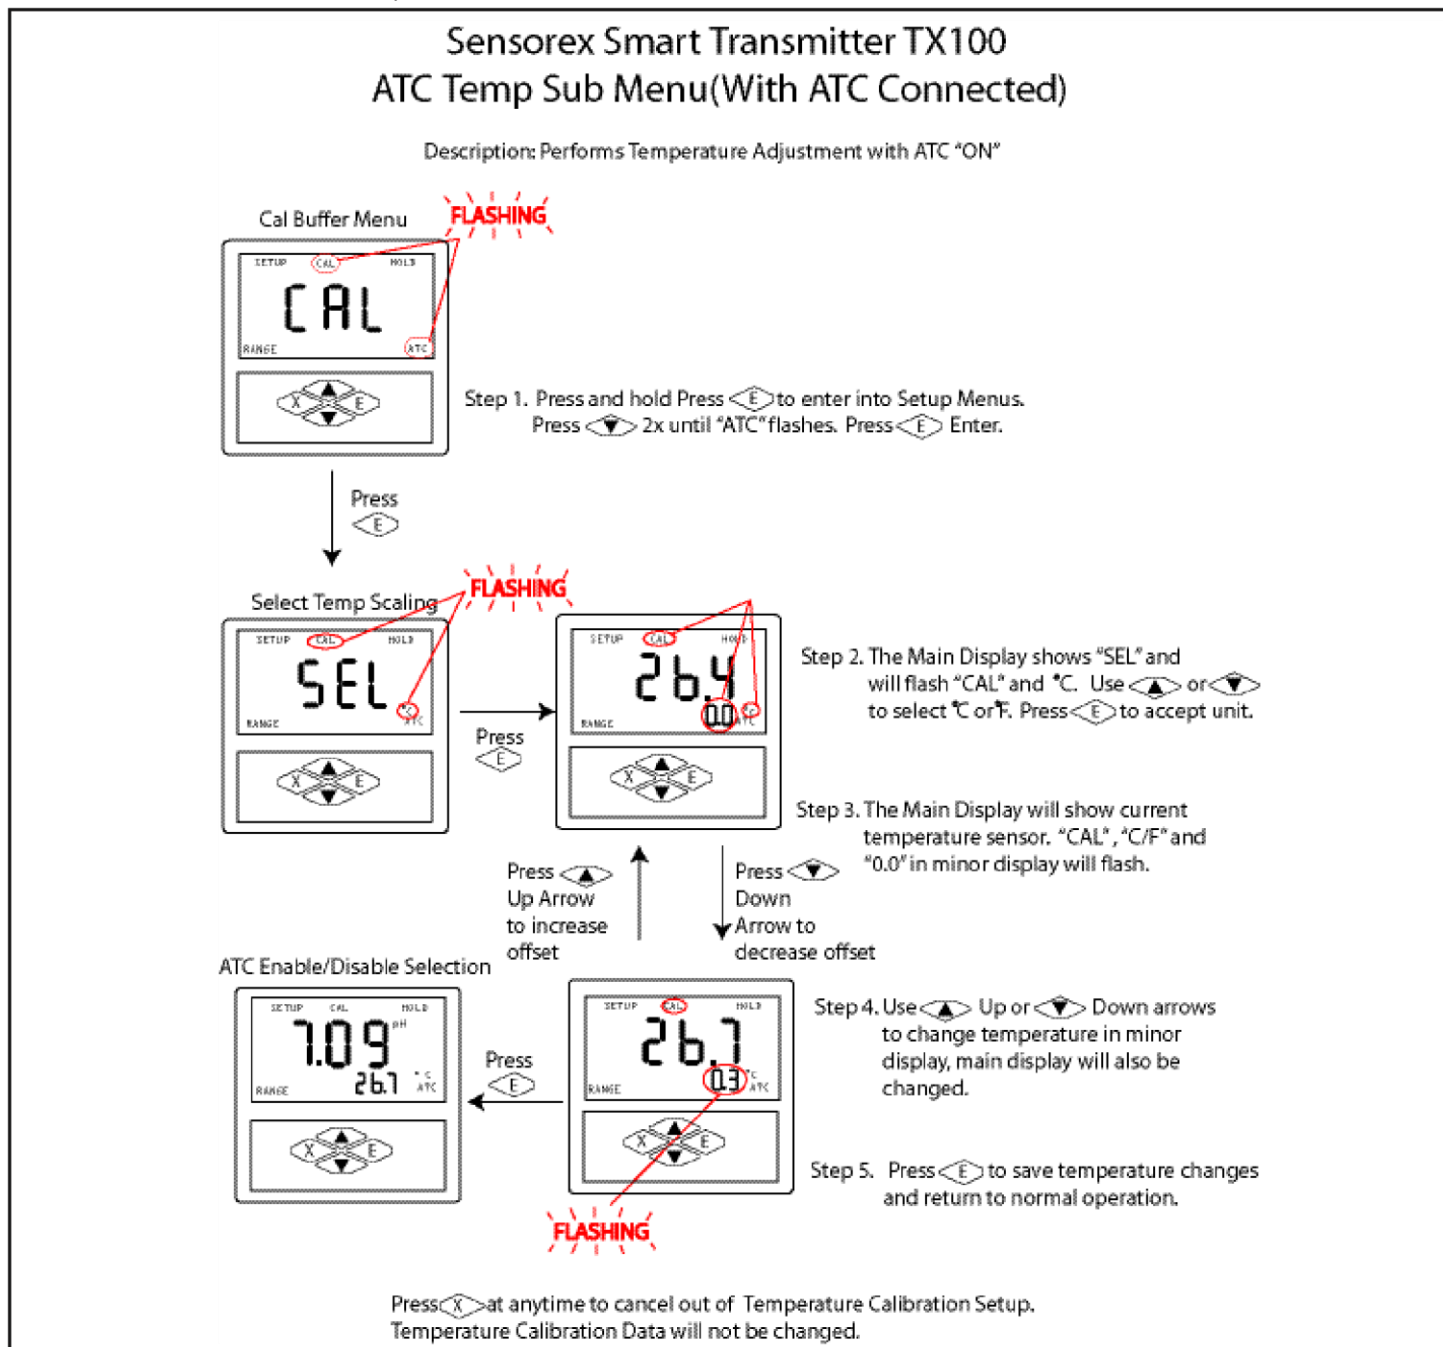 Sensorex Smart Transmitter TX100
ATC Temp Sub Menu(With ATC Connected)
Description: Performs Temperature Adjustment with ATC "ON"
Cal Buffer Menu
FLASHING
SETUP CAL HOLD
CAL
RANGE ATC
X E
Step 1. Press and hold Press E to enter into Setup Menus.
Press ▼ 2x until "ATC" flashes. Press E Enter.
Press
E
Select Temp Scaling
FLASHING
SETUP CAL HOLD
SEL
°C
RANGE ATC
X ▲ ▼ E
Press
E
SETUP CAL HOLD
26.4
RANGE 0.0 °C ATC
X ▲ ▼ E
Step 2. The Main Display shows "SEL" and
will flash "CAL" and °C. Use ▲ or ▼
to select °C or °F. Press E to accept unit.
Step 3. The Main Display will show current
temperature sensor. "CAL", "C/F" and
"0.0" in minor display will flash.
Press ▲
Up Arrow
to increase
offset
Press ▼
Down
Arrow to
decrease offset
ATC Enable/Disable Selection
SETUP CAL HOLD
7.09 pH
26.7 °C
RANGE ATC
X ▲ ▼ E
Press
E
SETUP CAL HOLD
26.7
0.3 °C
RANGE ATC
X ▲ ▼ E
FLASHING
Step 4. Use ▲ Up or ▼ Down arrows
to change temperature in minor
display, main display will also be
changed.
Step 5. Press E to save temperature changes
and return to normal operation.
Press X at anytime to cancel out of Temperature Calibration Setup.
Temperature Calibration Data will not be changed.